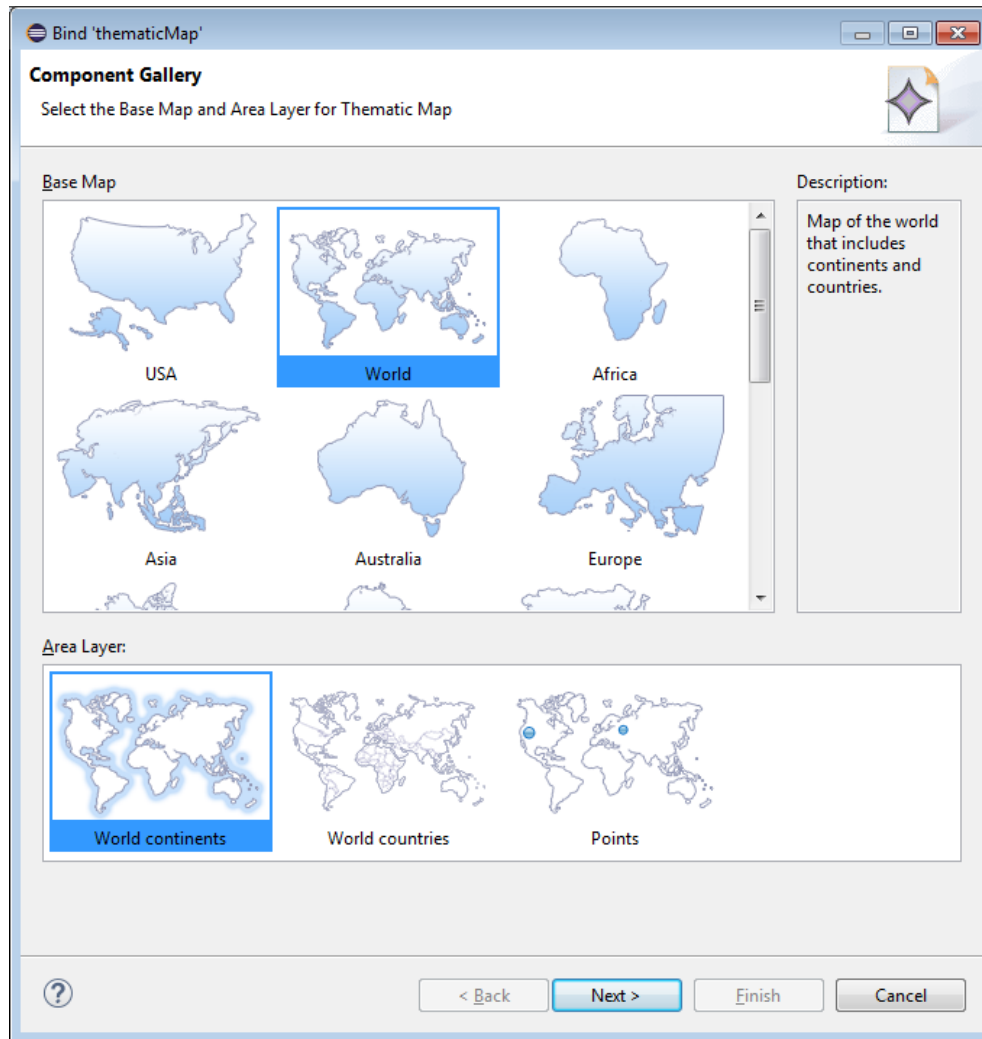 Bind 'thematicMap'
Component Gallery
Select the Base Map and Area Layer for Thematic Map
Base Map
Description:
USA
World
Africa
Map of the world
that includes
continents and
countries.
Asia
Australia
Europe
Area Layer:
World continents
World countries
Points
?
< Back
Next >
Finish
Cancel